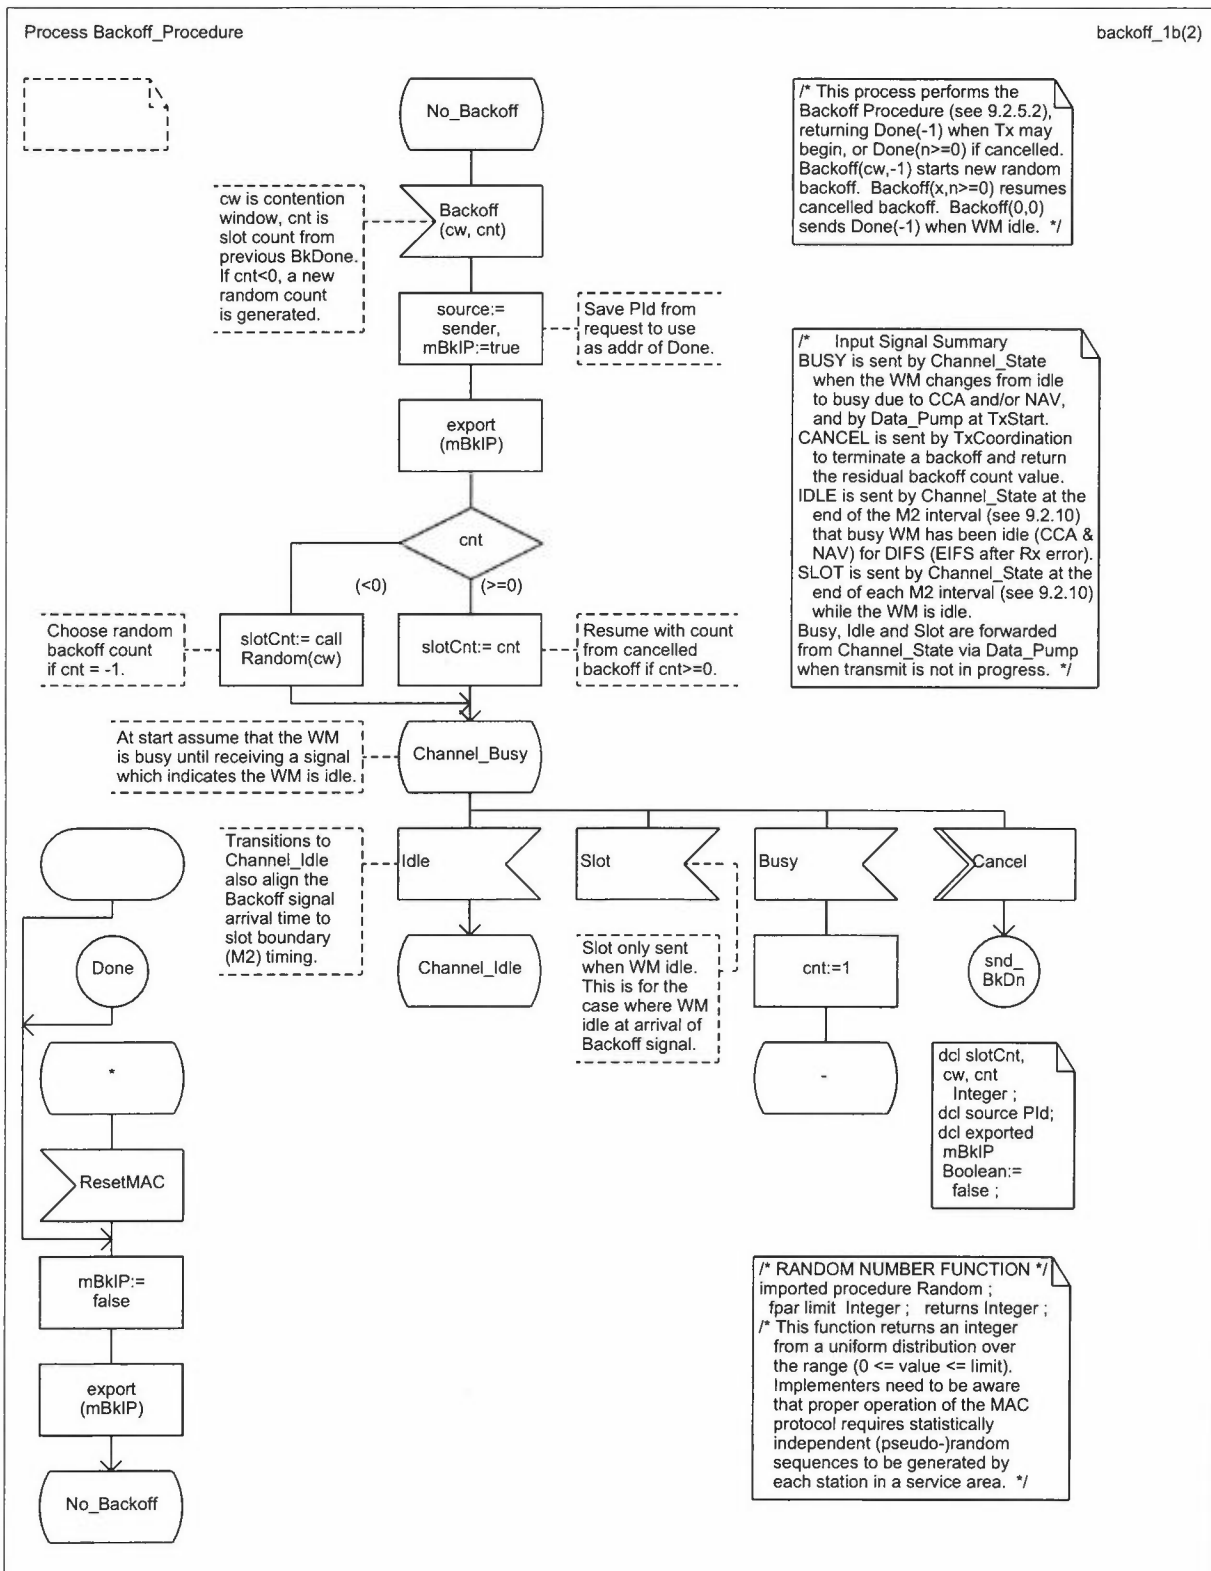 Process Backoff_Procedure
backoff_1b(2)
No_Backoff
/* This process performs the
Backoff Procedure (see 9.2.5.2),
returning Done(-1) when Tx may
begin, or Done(n>=0) if cancelled.
Backoff(cw,-1) starts new random
backoff. Backoff(x,n>=0) resumes
cancelled backoff. Backoff(0,0)
sends Done(-1) when WM idle. */
cw is contention
window, cnt is
slot count from
previous BkDone.
If cnt<0, a new
random count
is generated.
Backoff
(cw, cnt)
source:=
sender,
mBkIP:=true
Save PId from
request to use
as addr of Done.
/* Input Signal Summary
BUSY is sent by Channel_State
when the WM changes from idle
to busy due to CCA and/or NAV,
and by Data_Pump at TxStart.
CANCEL is sent by TxCoordination
to terminate a backoff and return
the residual backoff count value.
IDLE is sent by Channel_State at the
end of the M2 interval (see 9.2.10)
that busy WM has been idle (CCA &
NAV) for DIFS (EIFS after Rx error).
SLOT is sent by Channel_State at the
end of each M2 interval (see 9.2.10)
while the WM is idle.
Busy, Idle and Slot are forwarded
from Channel_State via Data_Pump
when transmit is not in progress. */
export
(mBkIP)
cnt
(<0)
(>=0)
Choose random
backoff count
if cnt = -1.
slotCnt:= call
Random(cw)
slotCnt:= cnt
Resume with count
from cancelled
backoff if cnt>=0.
At start assume that the WM
is busy until receiving a signal
which indicates the WM is idle.
Channel_Busy
Transitions to
Channel_Idle
also align the
Backoff signal
arrival time to
slot boundary
(M2) timing.
Idle
Slot
Busy
Cancel
Channel_Idle
Slot only sent
when WM idle.
This is for the
case where WM
idle at arrival of
Backoff signal.
cnt:=1
snd_
BkDn
Done
*
-
dcl slotCnt,
cw, cnt
Integer ;
dcl source PId;
dcl exported
mBkIP
Boolean:=
false ;
ResetMAC
mBkIP:=
false
export
(mBkIP)
No_Backoff
/* RANDOM NUMBER FUNCTION */
imported procedure Random ;
fpar limit Integer ; returns Integer ;
/* This function returns an integer
from a uniform distribution over
the range (0 <= value <= limit).
Implementers need to be aware
that proper operation of the MAC
protocol requires statistically
independent (pseudo-)random
sequences to be generated by
each station in a service area. */